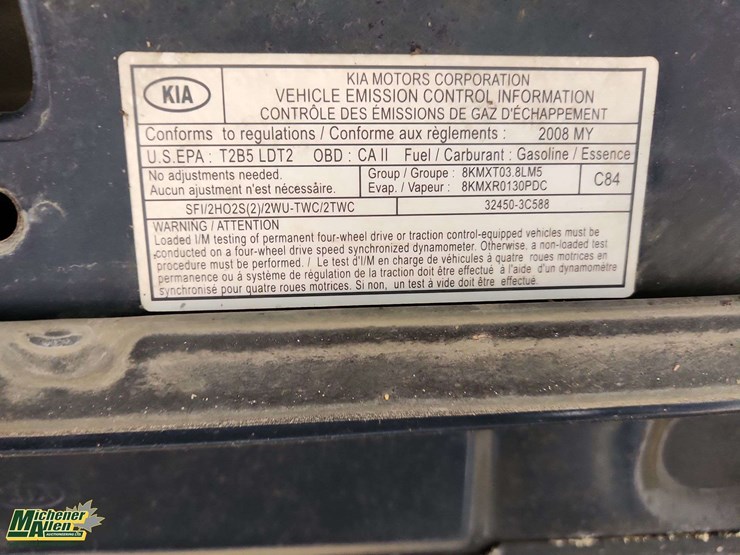 KIA
KIA MOTORS CORPORATION
VEHICLE EMISSION CONTROL INFORMATION
CONTRÔLE DES ÉMISSIONS DE GAZ D'ÉCHAPPEMENT
Conforms to regulations / Conforme aux règlements : 2008 MY
U.S.EPA : T2B5 LDT2 OBD : CA II Fuel / Carburant : Gasoline / Essence
No adjustments needed.
Aucun ajustment n'est nécessáire.
Group / Groupe : 8KMXT03.8LM5
Evap. / Vapeur : 8KMXR0130PDC
C84
SFI/2HO2S(2)/2WU-TWC/2TWC 32450-3C588
WARNING / ATTENTION
Loaded I/M testing of permanent four-wheel drive or traction control-equipped vehicles must be
conducted on a four-wheel drive speed synchronized dynamometer. Otherwise, a non-loaded test
procedure must be performed. / Le test d'I/M en charge de véhicules á quatre roues motrices en
permanence ou à système de régulation de la traction doit être effectué à l'aide d'un dynamomètre
synchronisé pour quatre roues motrices. Si non, un test à vide doit être effectué.
Michener
Allen
AUCTIONEERING LTD.